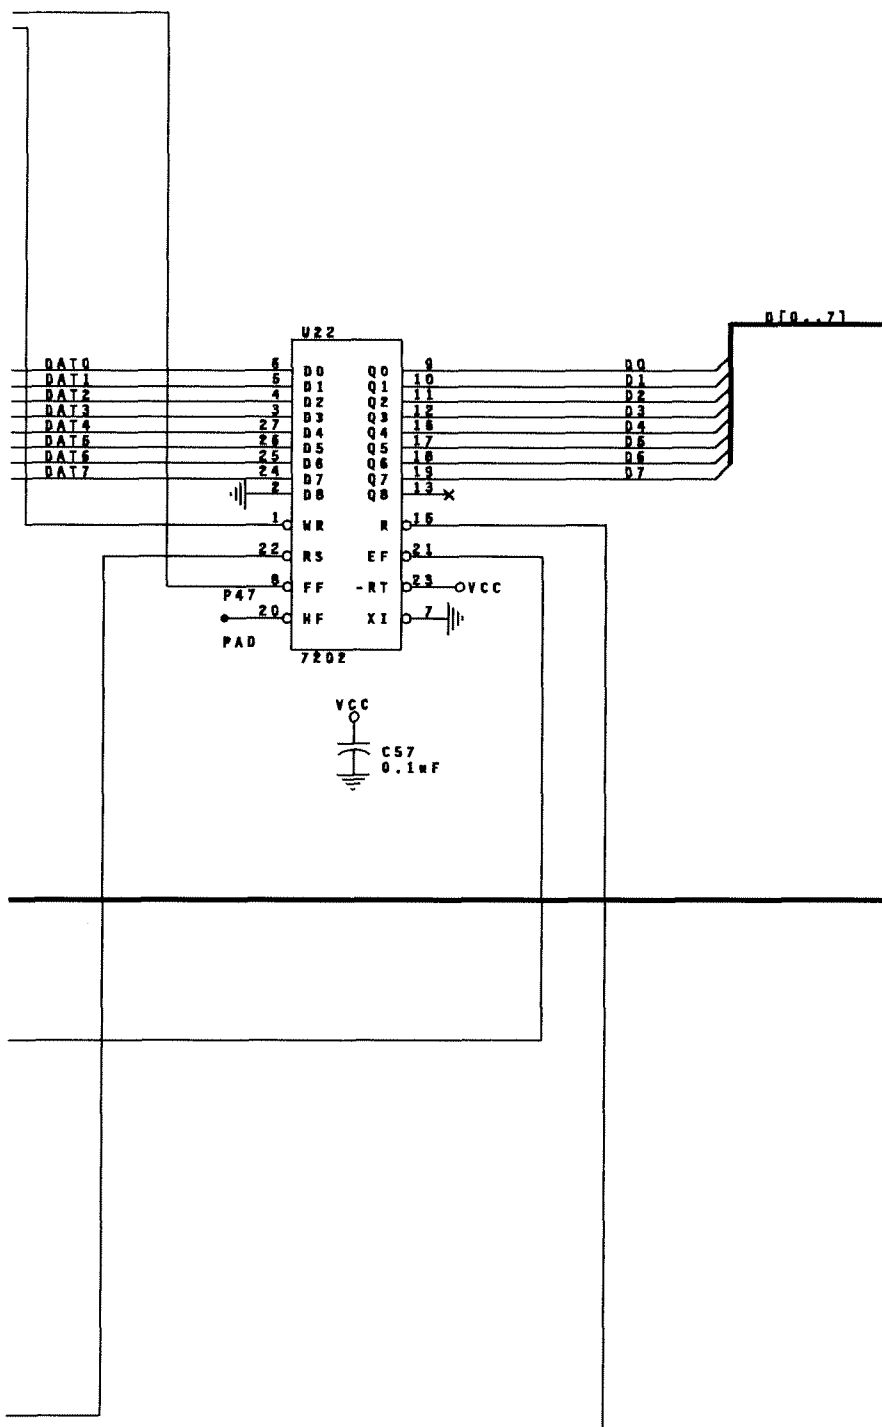 D[0..7]
U22
DAT0 6 D0 Q0 9 D0
DAT1 5 D1 Q1 10 D1
DAT2 4 D2 Q2 11 D2
DAT3 3 D3 Q3 12 D3
DAT4 27 D4 Q4 16 D4
DAT5 26 D5 Q5 17 D5
DAT6 25 D6 Q6 18 D6
DAT7 24 D7 Q7 19 D7
2 D8 Q8 13
1 WR R 15
22 RS EF 21
P47 8 FF -RT 23 VCC
20 HF XI 7
PAD
7202
VCC
C57
0.1uF